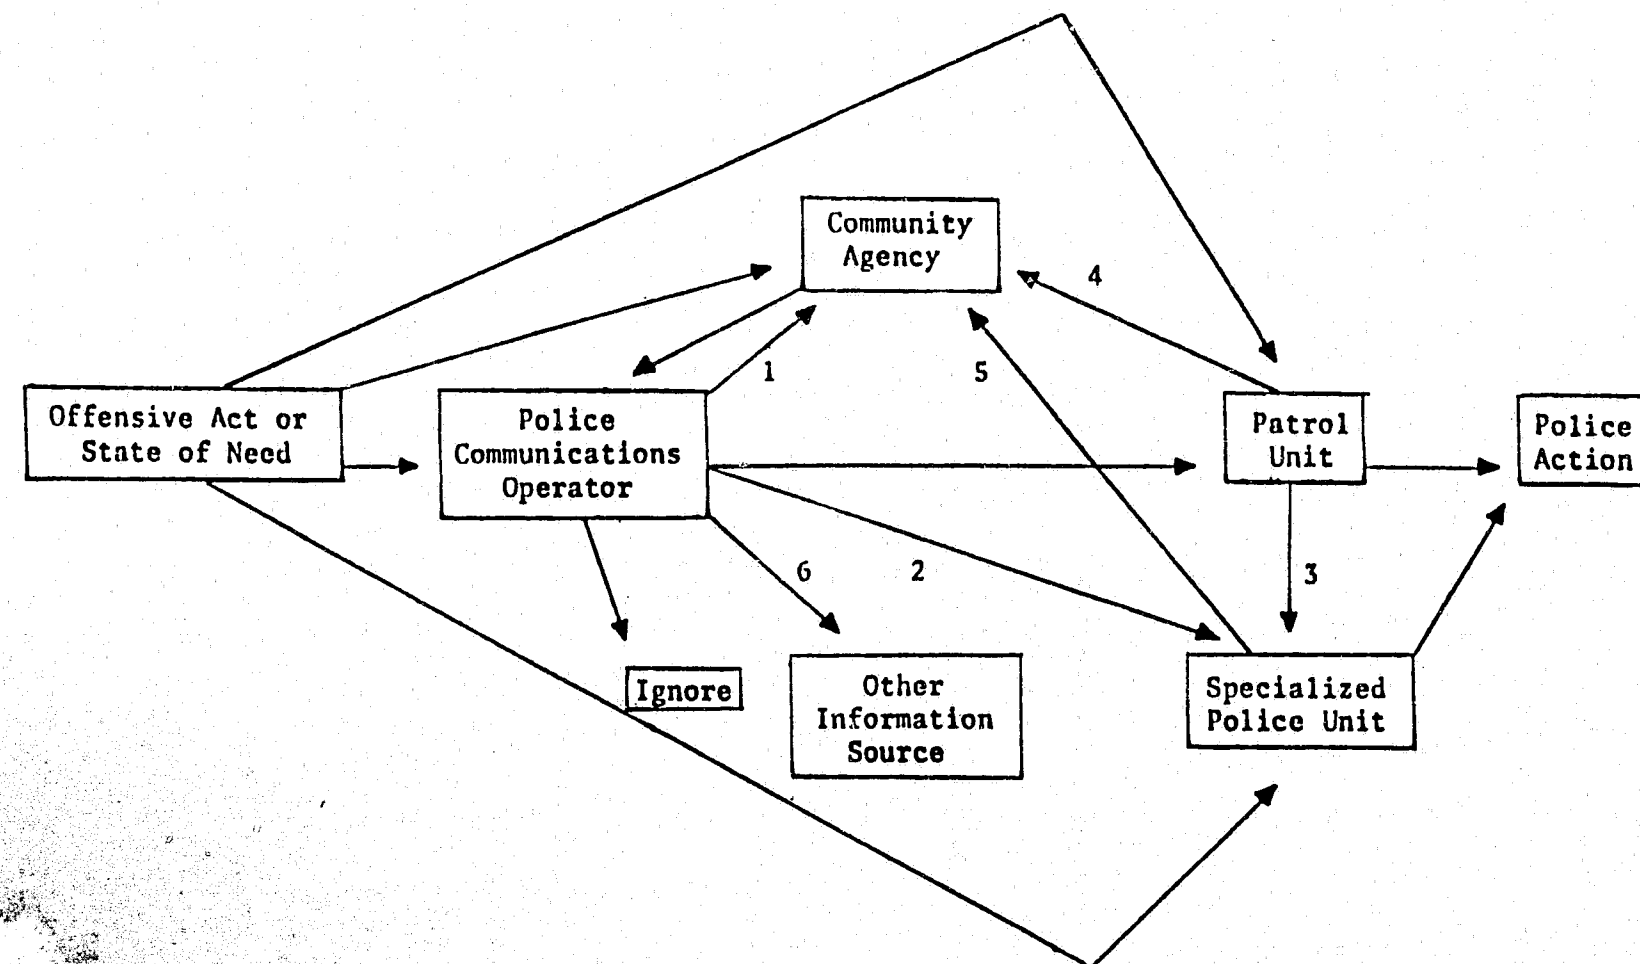 Community
Agency
4
1
5
Offensive Act or
State of Need
Police
Communications
Operator
Patrol
Unit
Police
Action
6
2
3
Ignore
Other
Information
Source
Specialized
Police Unit